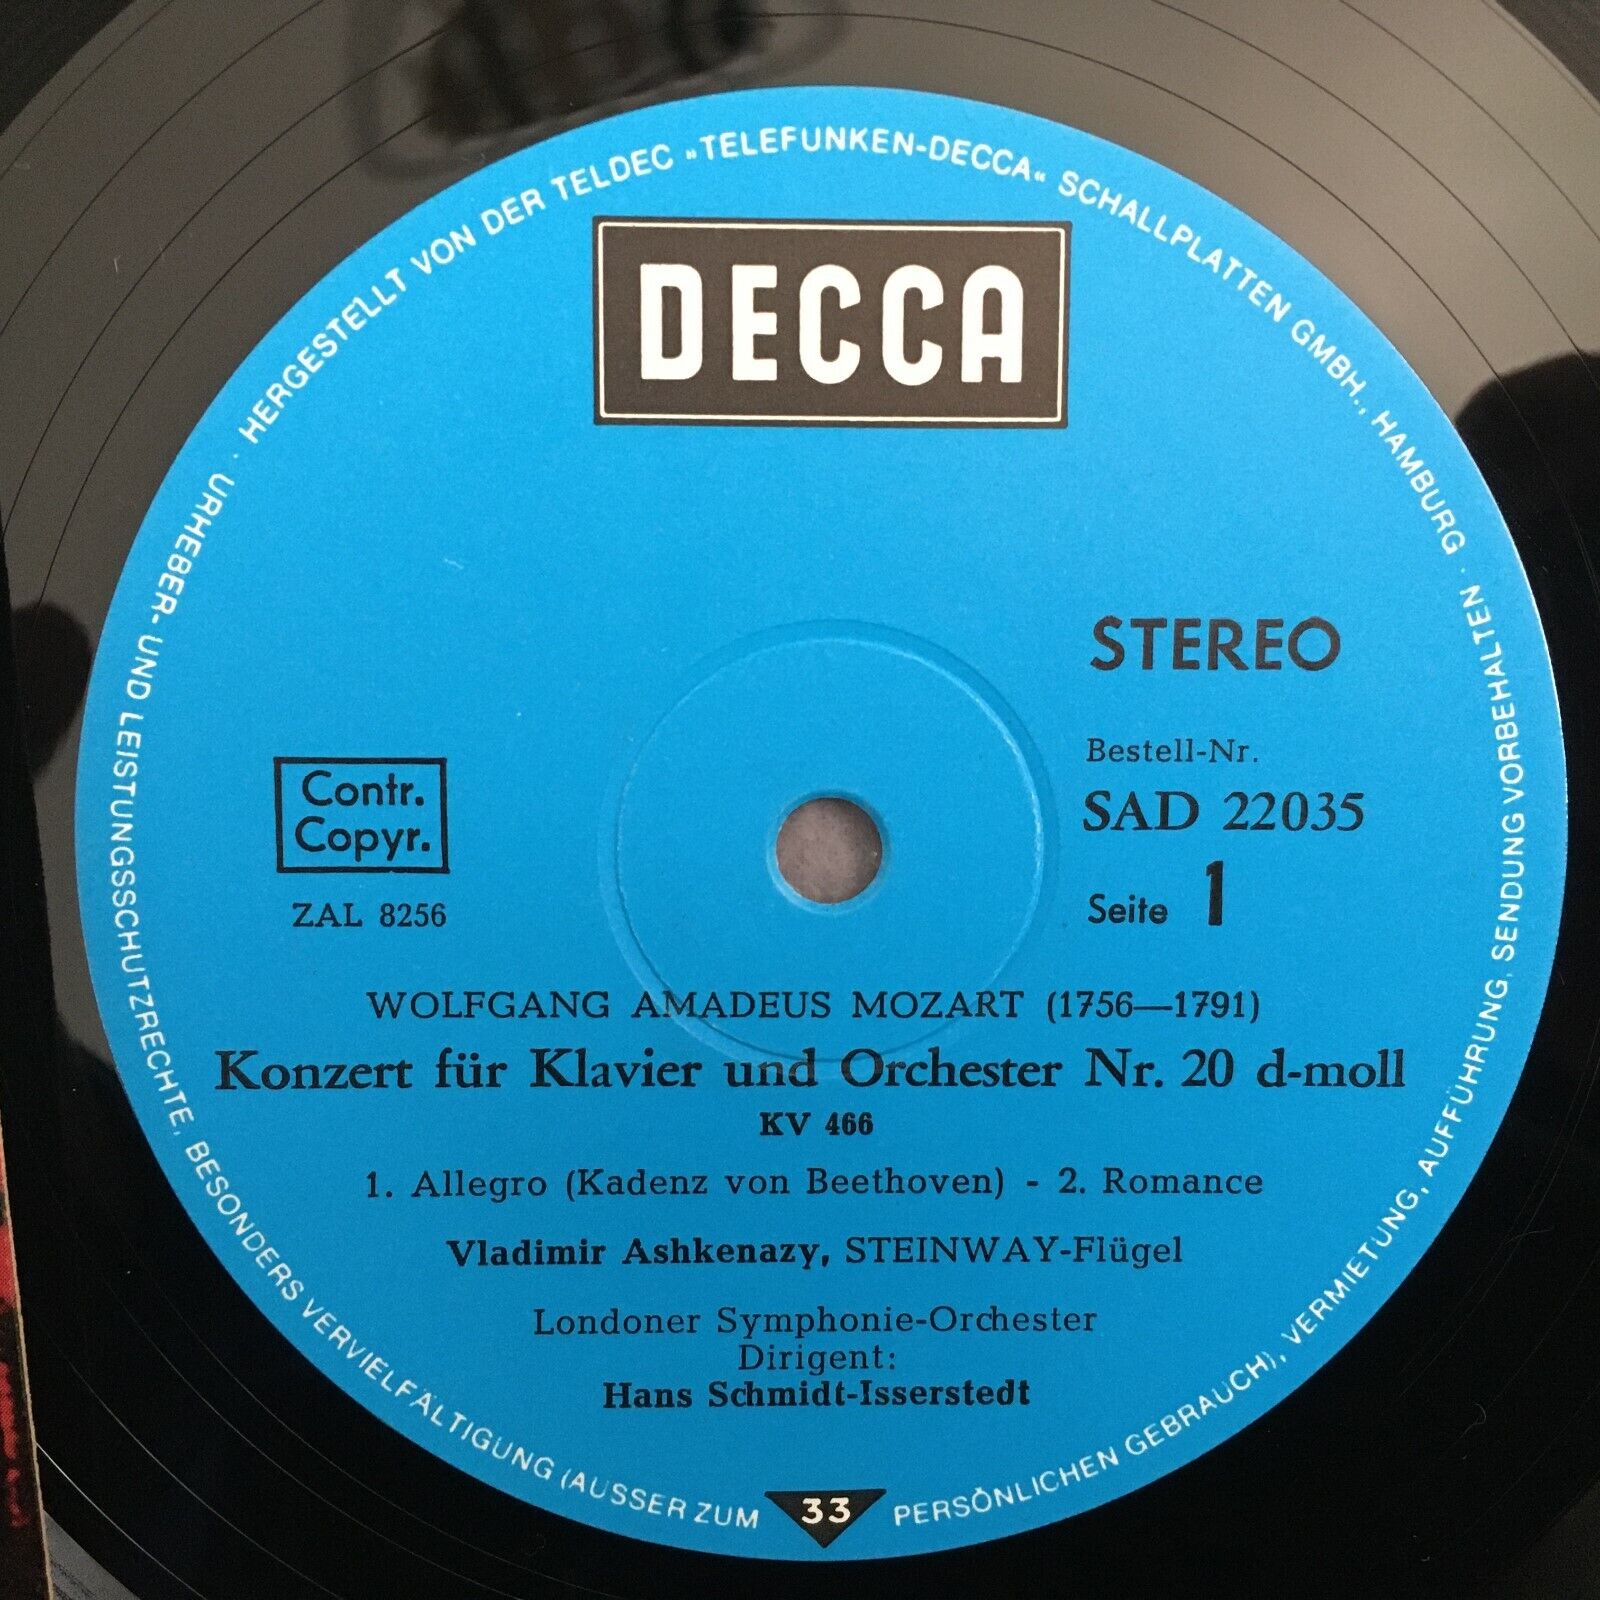 HERGESTELLT VON DER TELDEC »TELEFUNKEN-DECCA« SCHALLPLATTEN GMBH., HAMBURG ·
URHEBER- UND LEISTUNGSSCHUTZRECHTE, BESONDERS VERVIELFÄLTIGUNG (AUSSER ZUM PERSÖNLICHEN GEBRAUCH), VERMIETUNG, AUFFÜHRUNG, SENDUNG VORBEHALTEN ·
DECCA
STEREO
Bestell-Nr.
SAD 22035
Seite 1
Contr.
Copyr.
ZAL 8256
WOLFGANG AMADEUS MOZART (1756—1791)
Konzert für Klavier und Orchester Nr. 20 d-moll
KV 466
1. Allegro (Kadenz von Beethoven) - 2. Romance
Vladimir Ashkenazy, STEINWAY-Flügel
Londoner Symphonie-Orchester
Dirigent:
Hans Schmidt-Isserstedt
33